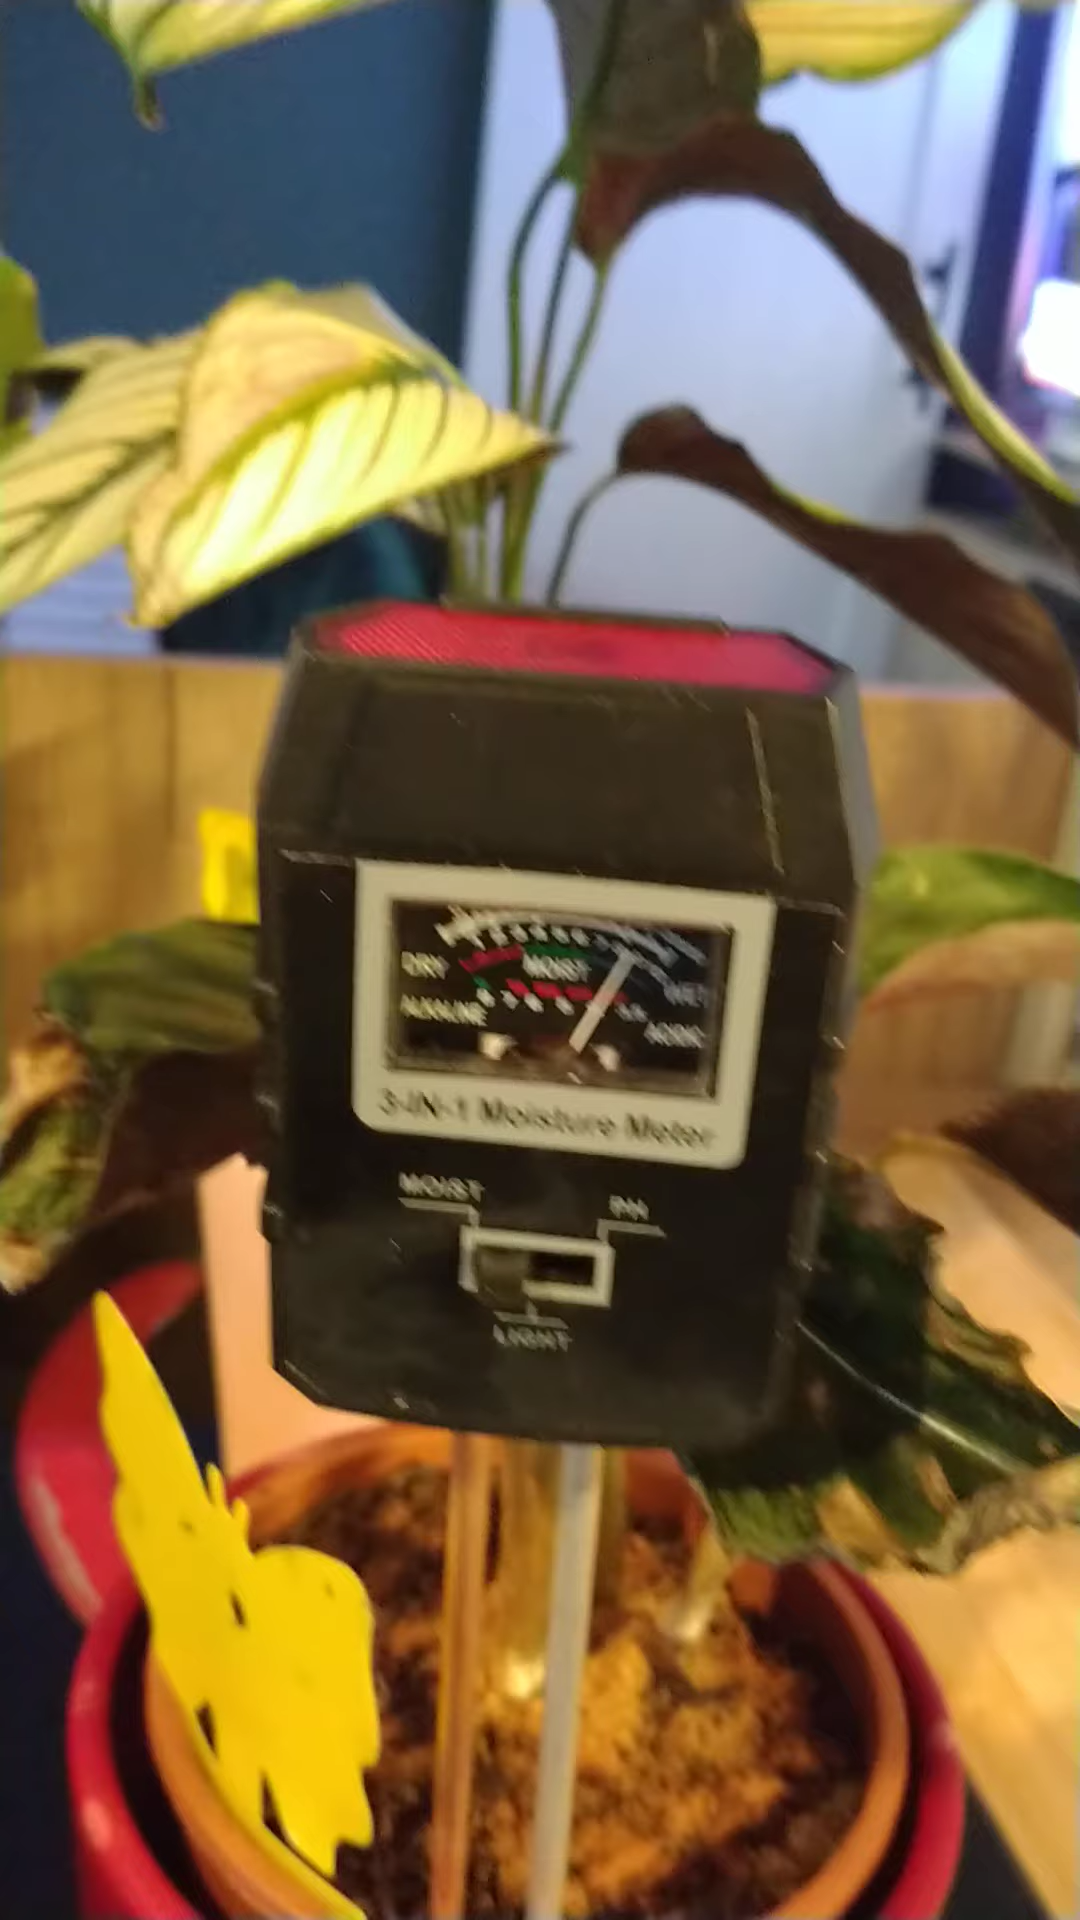 DRY MOIST WET
ALKALINE ACIDIC
3-IN-1 Moisture Meter
MOIST PH
LIGHT